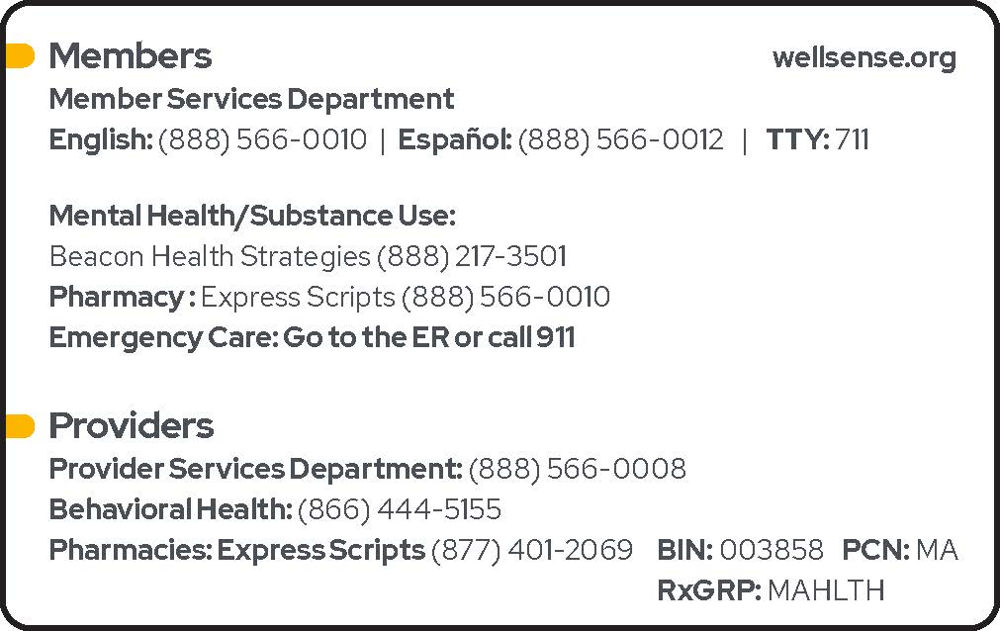 Members
wellsense.org
Member Services Department
English: (888) 566-0010 | Español: (888) 566-0012 | TTY: 711
Mental Health/Substance Use:
Beacon Health Strategies (888) 217-3501
Pharmacy: Express Scripts (888) 566-0010
Emergency Care: Go to the ER or call 911
Providers
Provider Services Department: (888) 566-0008
Behavioral Health: (866) 444-5155
Pharmacies: Express Scripts (877) 401-2069 BIN: 003858 PCN: MA
RxGRP: MAHLTH